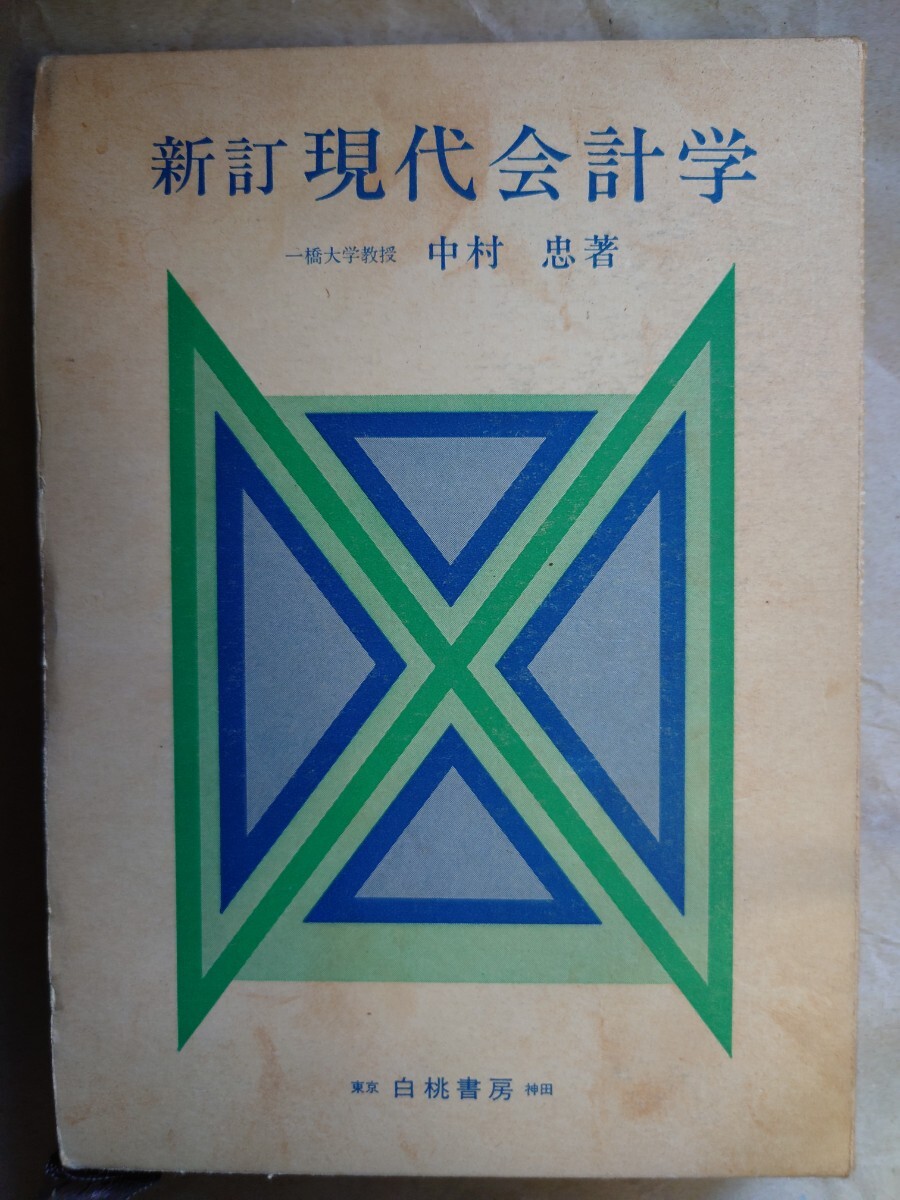 新訂 現代会計学
一橋大学教授 中村 忠著
東京 白桃書房 神田